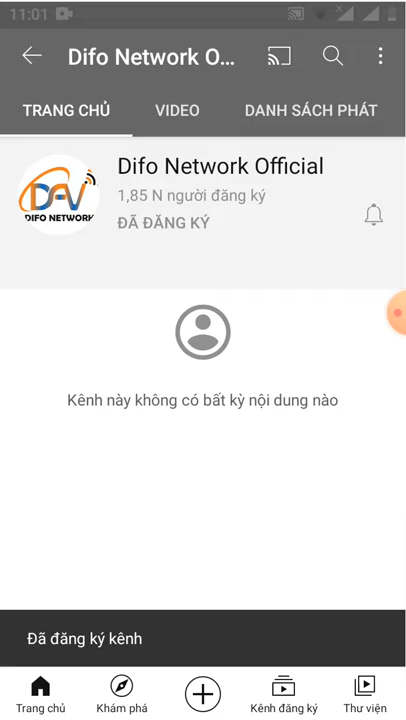 11:01
Difo Network O...
TRANG CHỦ VIDEO DANH SÁCH PHÁT
Difo Network Official
1,85 N người đăng ký
ĐÃ ĐĂNG KÝ
DIFO NETWORK
Kênh này không có bất kỳ nội dung nào
Đã đăng ký kênh
Trang chủ Khám phá Kênh đăng ký Thư viện